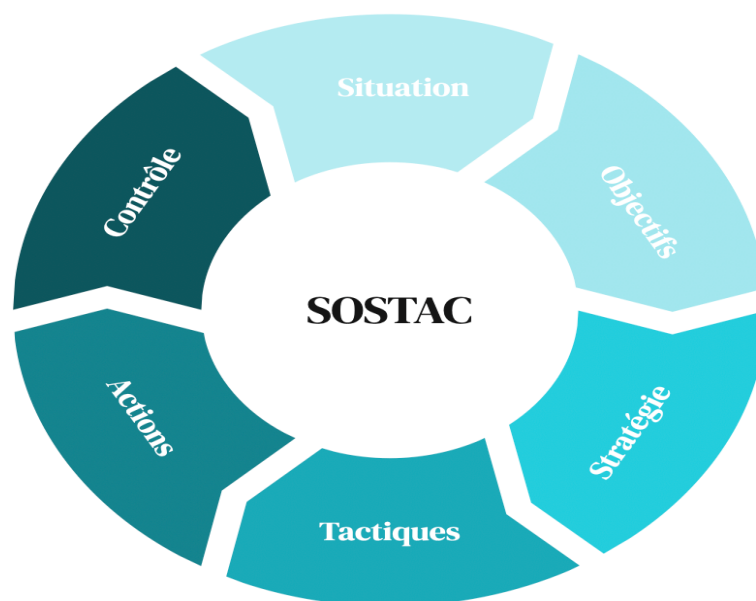 Situation
Objectifs
Stratégie
Tactiques
Actions
Contrôle
SOSTAC